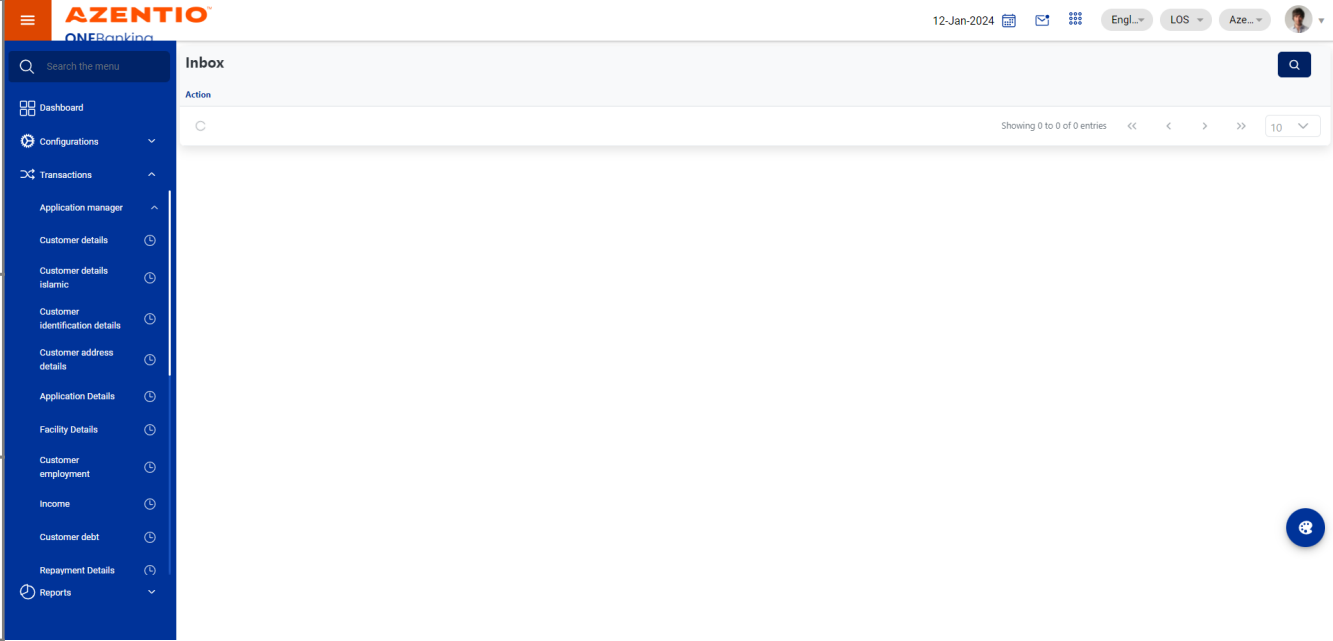 AZENTIO™
ONEBanking
12-Jan-2024
Engl...
LOS
Aze...
Search the menu
Dashboard
Configurations
Transactions
Application manager
Customer details
Customer details
islamic
Customer
identification details
Customer address
details
Application Details
Facility Details
Customer
employment
Income
Customer debt
Repayment Details
Reports
Inbox
Action
Showing 0 to 0 of 0 entries
10